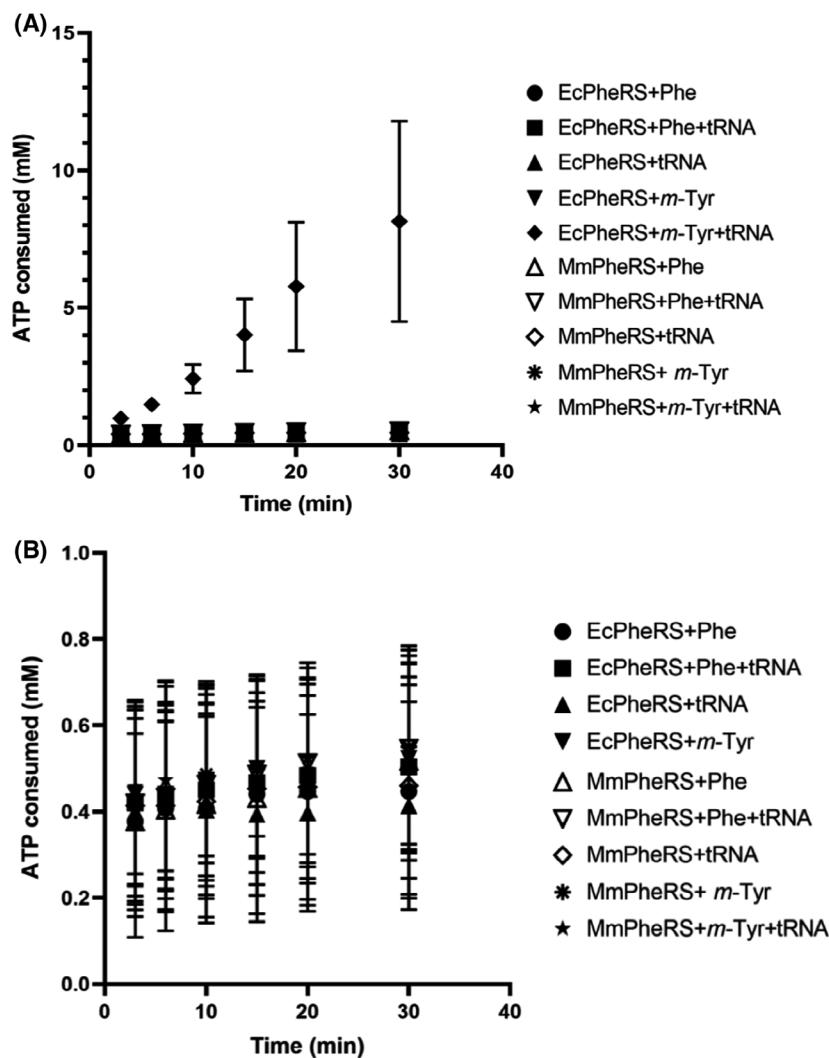 (A)
15
10
5
0
ATP consumed (mM)
0 10 20 30 40
Time (min)
EcPheRS+Phe
EcPheRS+Phe+tRNA
EcPheRS+tRNA
EcPheRS+m-Tyr
EcPheRS+m-Tyr+tRNA
MmPheRS+Phe
MmPheRS+Phe+tRNA
MmPheRS+tRNA
MmPheRS+ m-Tyr
MmPheRS+m-Tyr+tRNA
(B)
1.0
0.8
0.6
0.4
0.2
0.0
ATP consumed (mM)
0 10 20 30 40
Time (min)
EcPheRS+Phe
EcPheRS+Phe+tRNA
EcPheRS+tRNA
EcPheRS+m-Tyr
MmPheRS+Phe
MmPheRS+Phe+tRNA
MmPheRS+tRNA
MmPheRS+ m-Tyr
MmPheRS+m-Tyr+tRNA